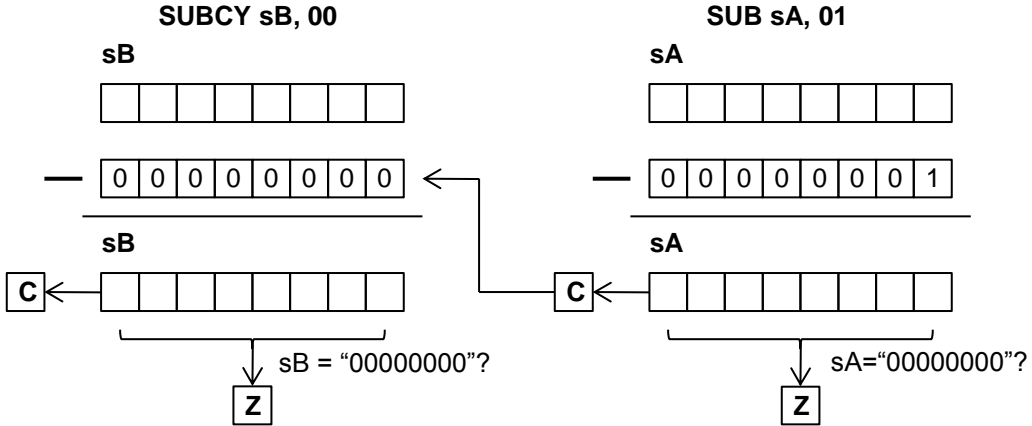 SUBCY sB, 00 SUB sA, 01
sB sA
— 0 0 0 0 0 0 0 0 — 0 0 0 0 0 0 0 1
sB sA
C C
sB = “00000000”? sA=“00000000”?
Z Z